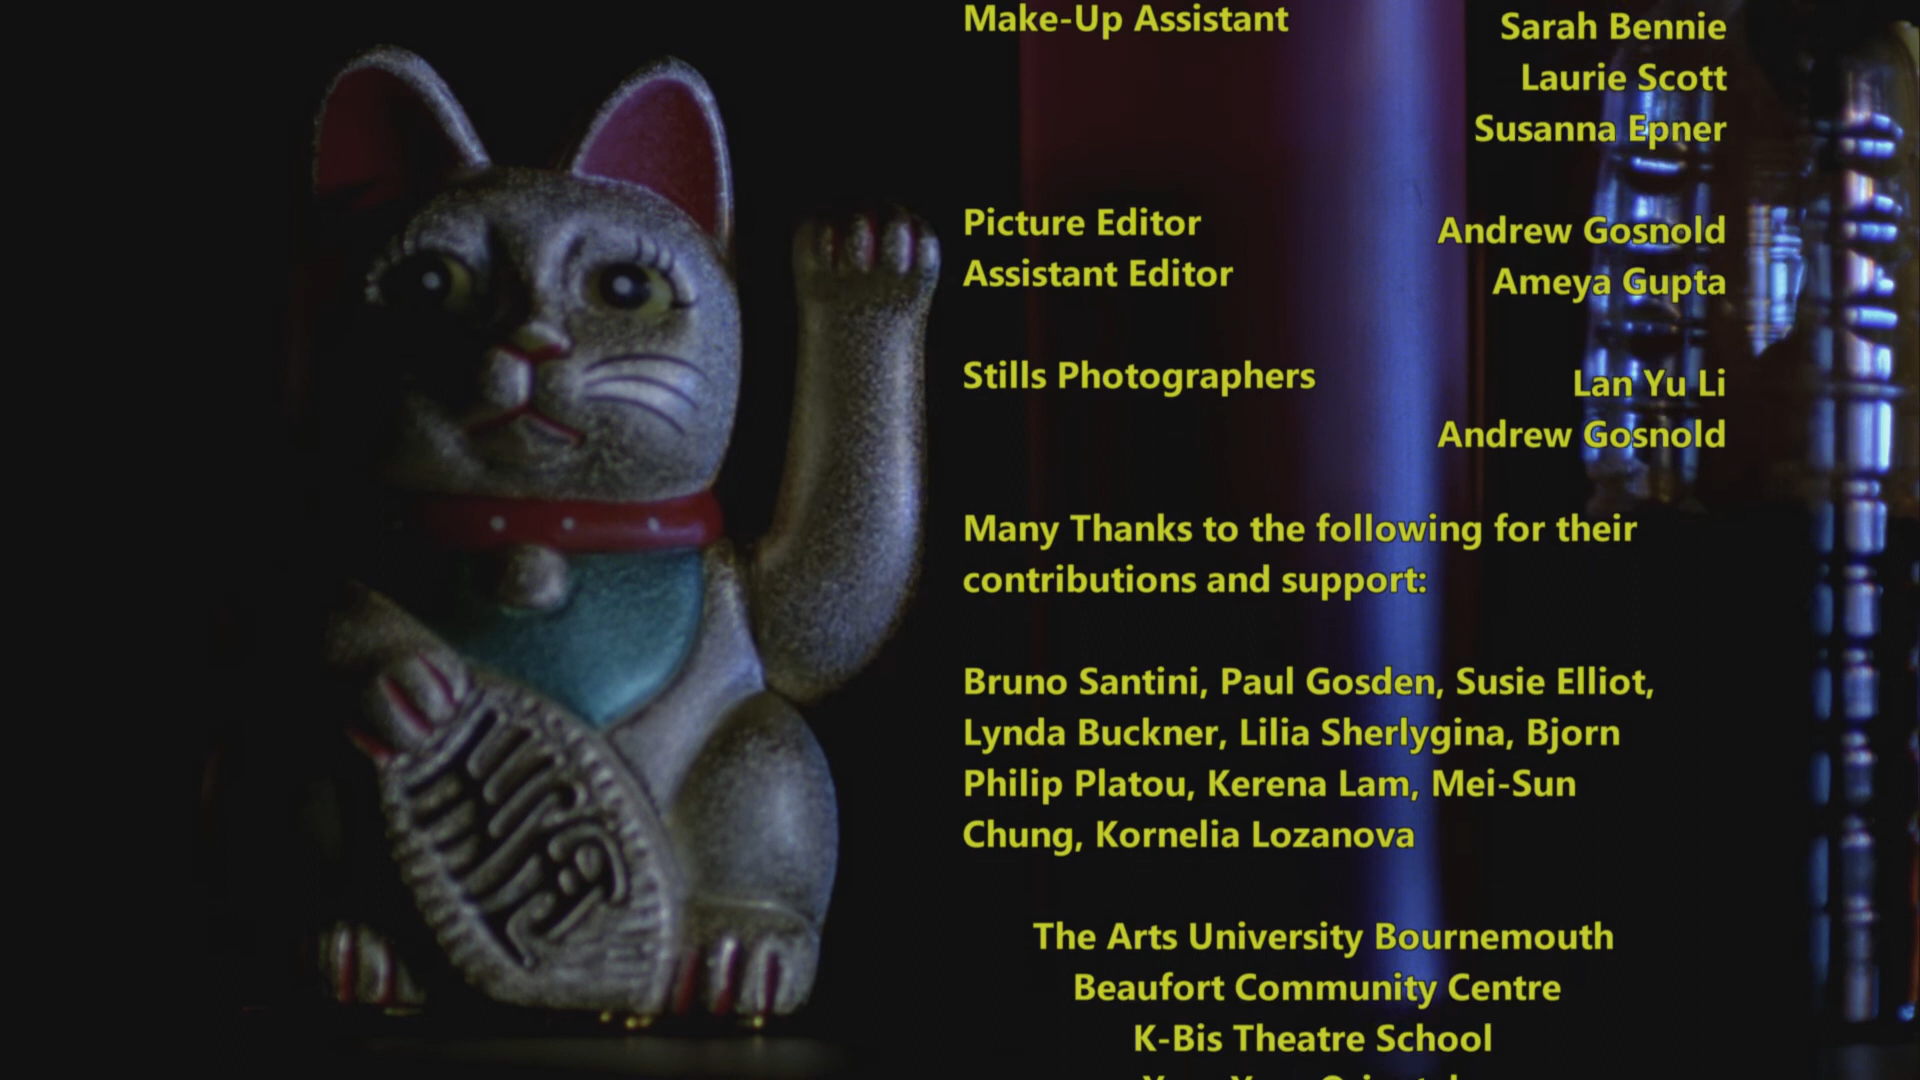 Make-Up Assistant Sarah Bennie
Laurie Scott
Susanna Epner
Picture Editor Andrew Gosnold
Assistant Editor Ameya Gupta
Stills Photographers Lan Yu Li
Andrew Gosnold
Many Thanks to the following for their
contributions and support:
Bruno Santini, Paul Gosden, Susie Elliot,
Lynda Buckner, Lilia Sherlygina, Bjorn
Philip Platou, Kerena Lam, Mei-Sun
Chung, Kornelia Lozanova
The Arts University Bournemouth
Beaufort Community Centre
K-Bis Theatre School